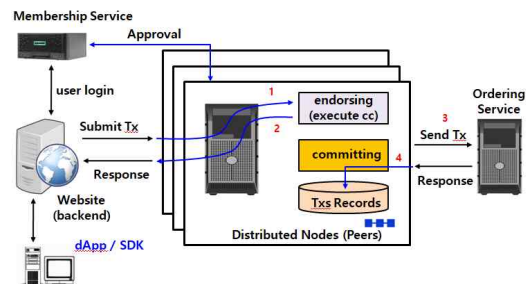 Membership Service
Approval
user login
Submit Tx
Response
Website
(backend)
dApp / SDK
1
2
endorsing
(execute cc)
committing
4
Txs Records
Distributed Nodes (Peers)
3
Send Tx
Response
Ordering
Service